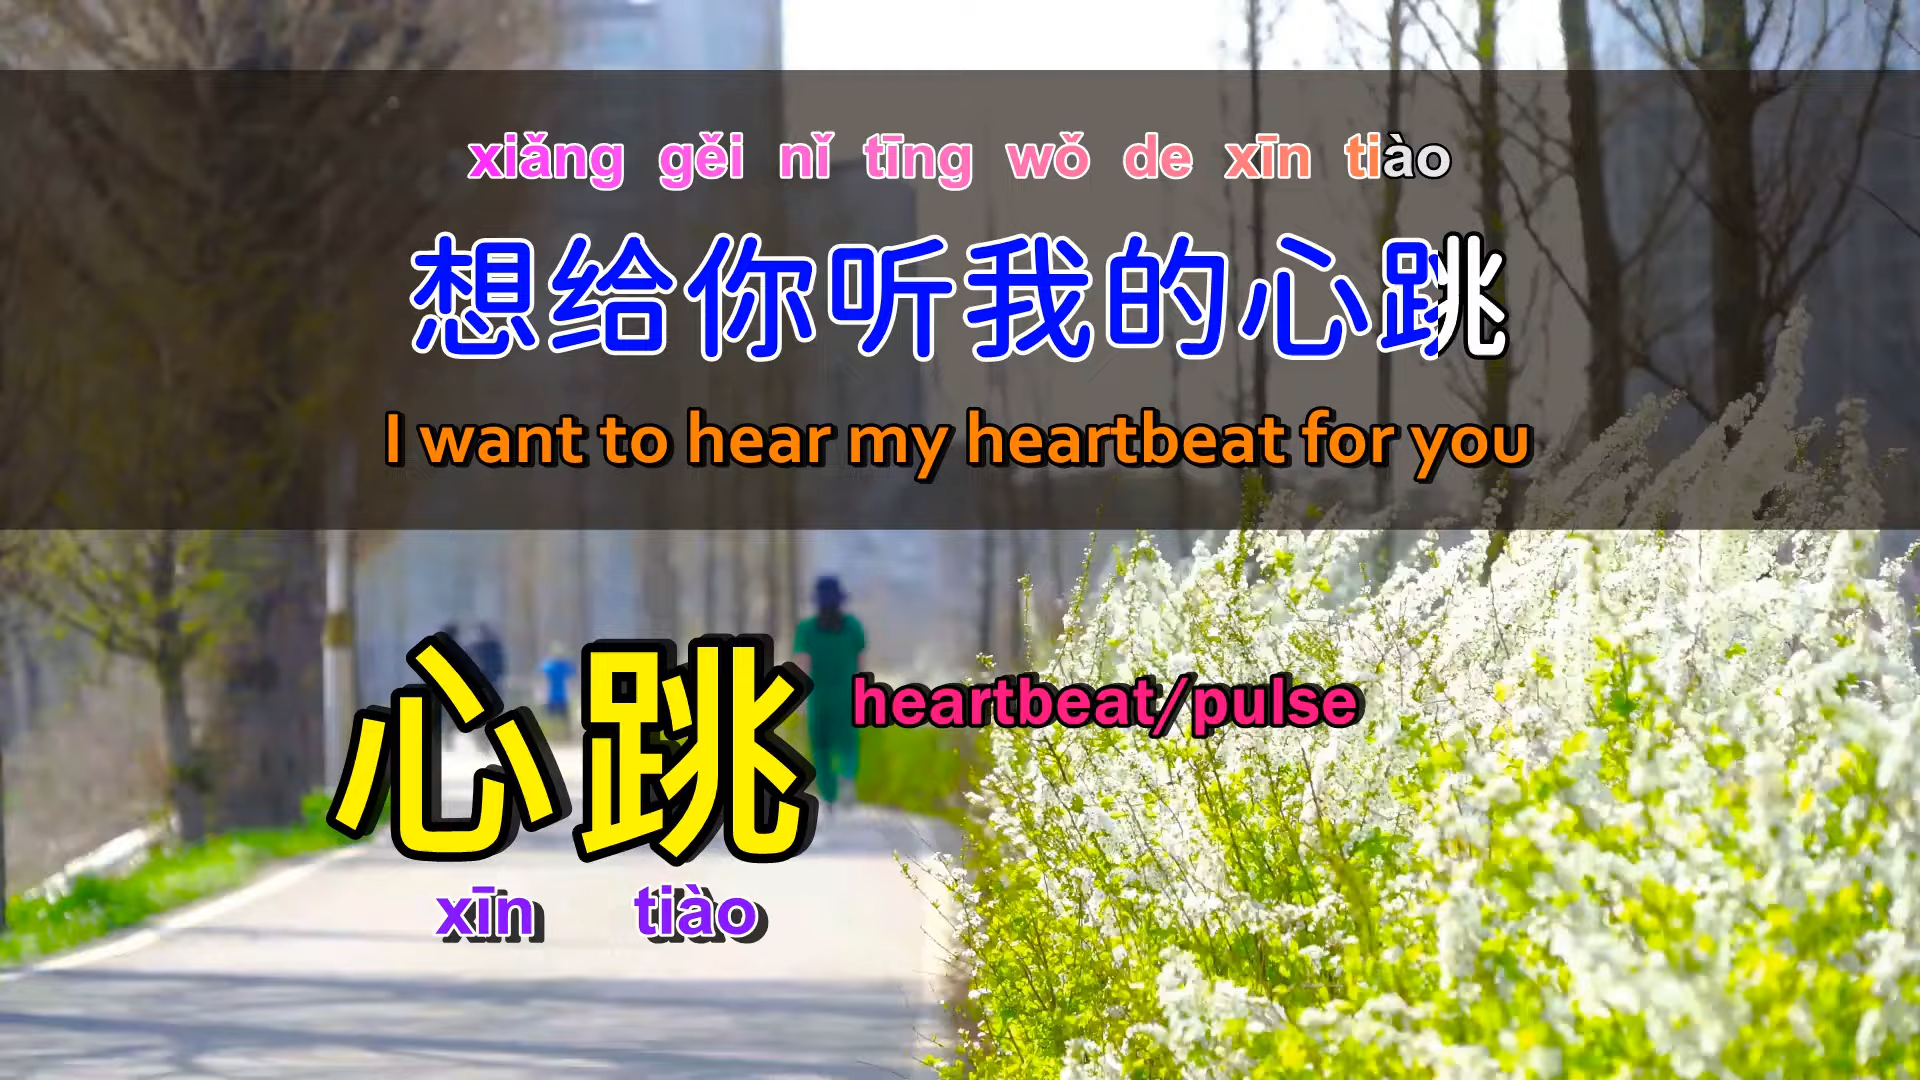 xiǎng gěi nǐ tīng wǒ de xīn tiào
想给你听我的心跳
I want to hear my heartbeat for you
心跳 heartbeat/pulse
xīn tiào